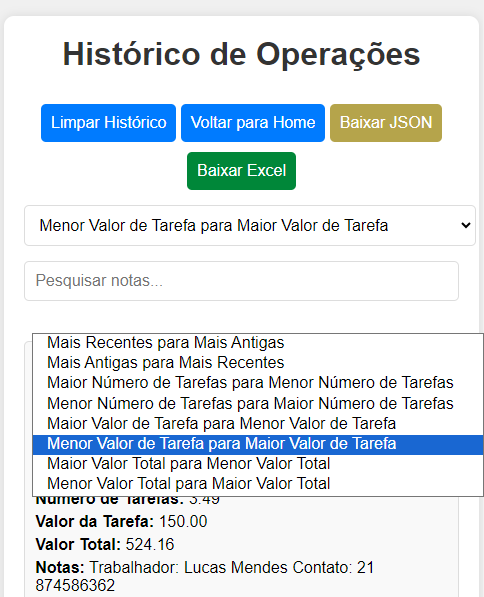 Histórico de Operações
Limpar Histórico Voltar para Home Baixar JSON
Baixar Excel
Menor Valor de Tarefa para Maior Valor de Tarefa
Pesquisar notas...
Mais Recentes para Mais Antigas
Mais Antigas para Mais Recentes
Maior Número de Tarefas para Menor Número de Tarefas
Menor Número de Tarefas para Maior Número de Tarefas
Maior Valor de Tarefa para Menor Valor de Tarefa
Menor Valor de Tarefa para Maior Valor de Tarefa
Maior Valor Total para Menor Valor Total
Menor Valor Total para Maior Valor Total
Número de Tarefas: 3.49
Valor da Tarefa: 150.00
Valor Total: 524.16
Notas: Trabalhador: Lucas Mendes Contato: 21
874586362